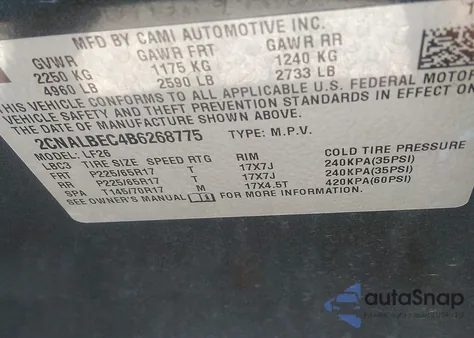 MFD BY CAMI AUTOMOTIVE INC.
GVWR GAWR FRT GAWR RR
2250 KG 1175 KG 1240 KG
4960 LB 2590 LB 2733 LB
THIS VEHICLE CONFORMS TO ALL APPLICABLE U.S. FEDERAL MOTOR
VEHICLE SAFETY AND THEFT PREVENTION STANDARDS IN EFFECT ON THE
DATE OF MANUFACTURE SHOWN ABOVE.
2CNALBEC4B6268775 TYPE: M.P.V.
MODEL: LF26
LBC3 TIRE SIZE SPEED RTG RIM COLD TIRE PRESSURE
FRT P225/65R17 T 17X7J 240KPA(35PSI)
RR P225/65R17 T 17X7J 240KPA(35PSI)
SPA T145/70R17 M 17X4.5T 420KPA(60PSI)
SEE OWNER'S MANUAL FOR MORE INFORMATION.
autoSnap